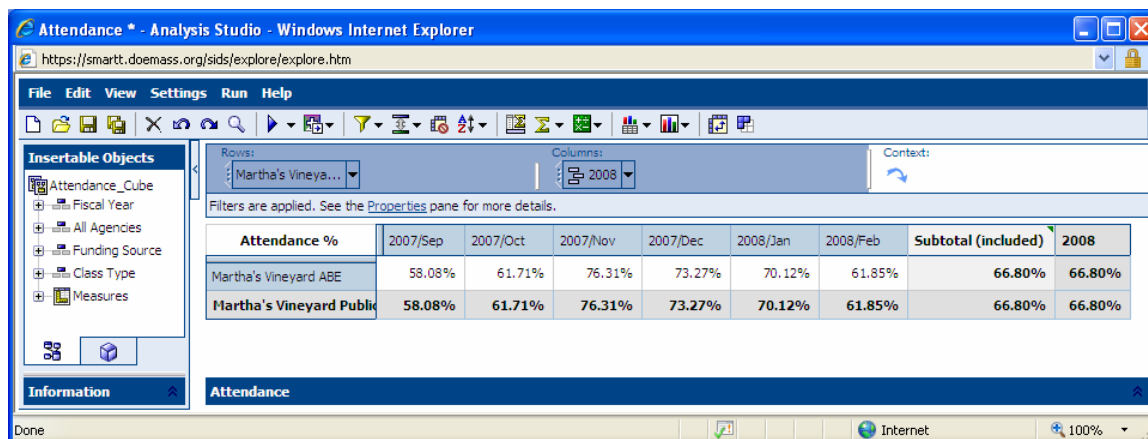 Attendance * - Analysis Studio - Windows Internet Explorer
https://smartt.doemass.org/sids/explore/explore.htm
File Edit View Settings Run Help
Insertable Objects
Attendance_Cube
Fiscal Year
All Agencies
Funding Source
Class Type
Measures
Information
Rows: Columns: Context:
Martha's Vineya... 2008
Filters are applied. See the Properties pane for more details.
Attendance % 2007/Sep 2007/Oct 2007/Nov 2007/Dec 2008/Jan 2008/Feb Subtotal (included) 2008
Martha's Vineyard ABE 58.08% 61.71% 76.31% 73.27% 70.12% 61.85% 66.80% 66.80%
Martha's Vineyard Public 58.08% 61.71% 76.31% 73.27% 70.12% 61.85% 66.80% 66.80%
Attendance
Done Internet 100%